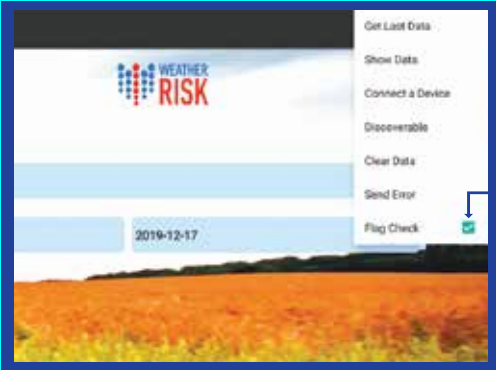 Get Last Data
Show Data
WEATHER
RISK
Connect a Device
Discoverable
Clear Data
Send Error
Flag Check
2019-12-17